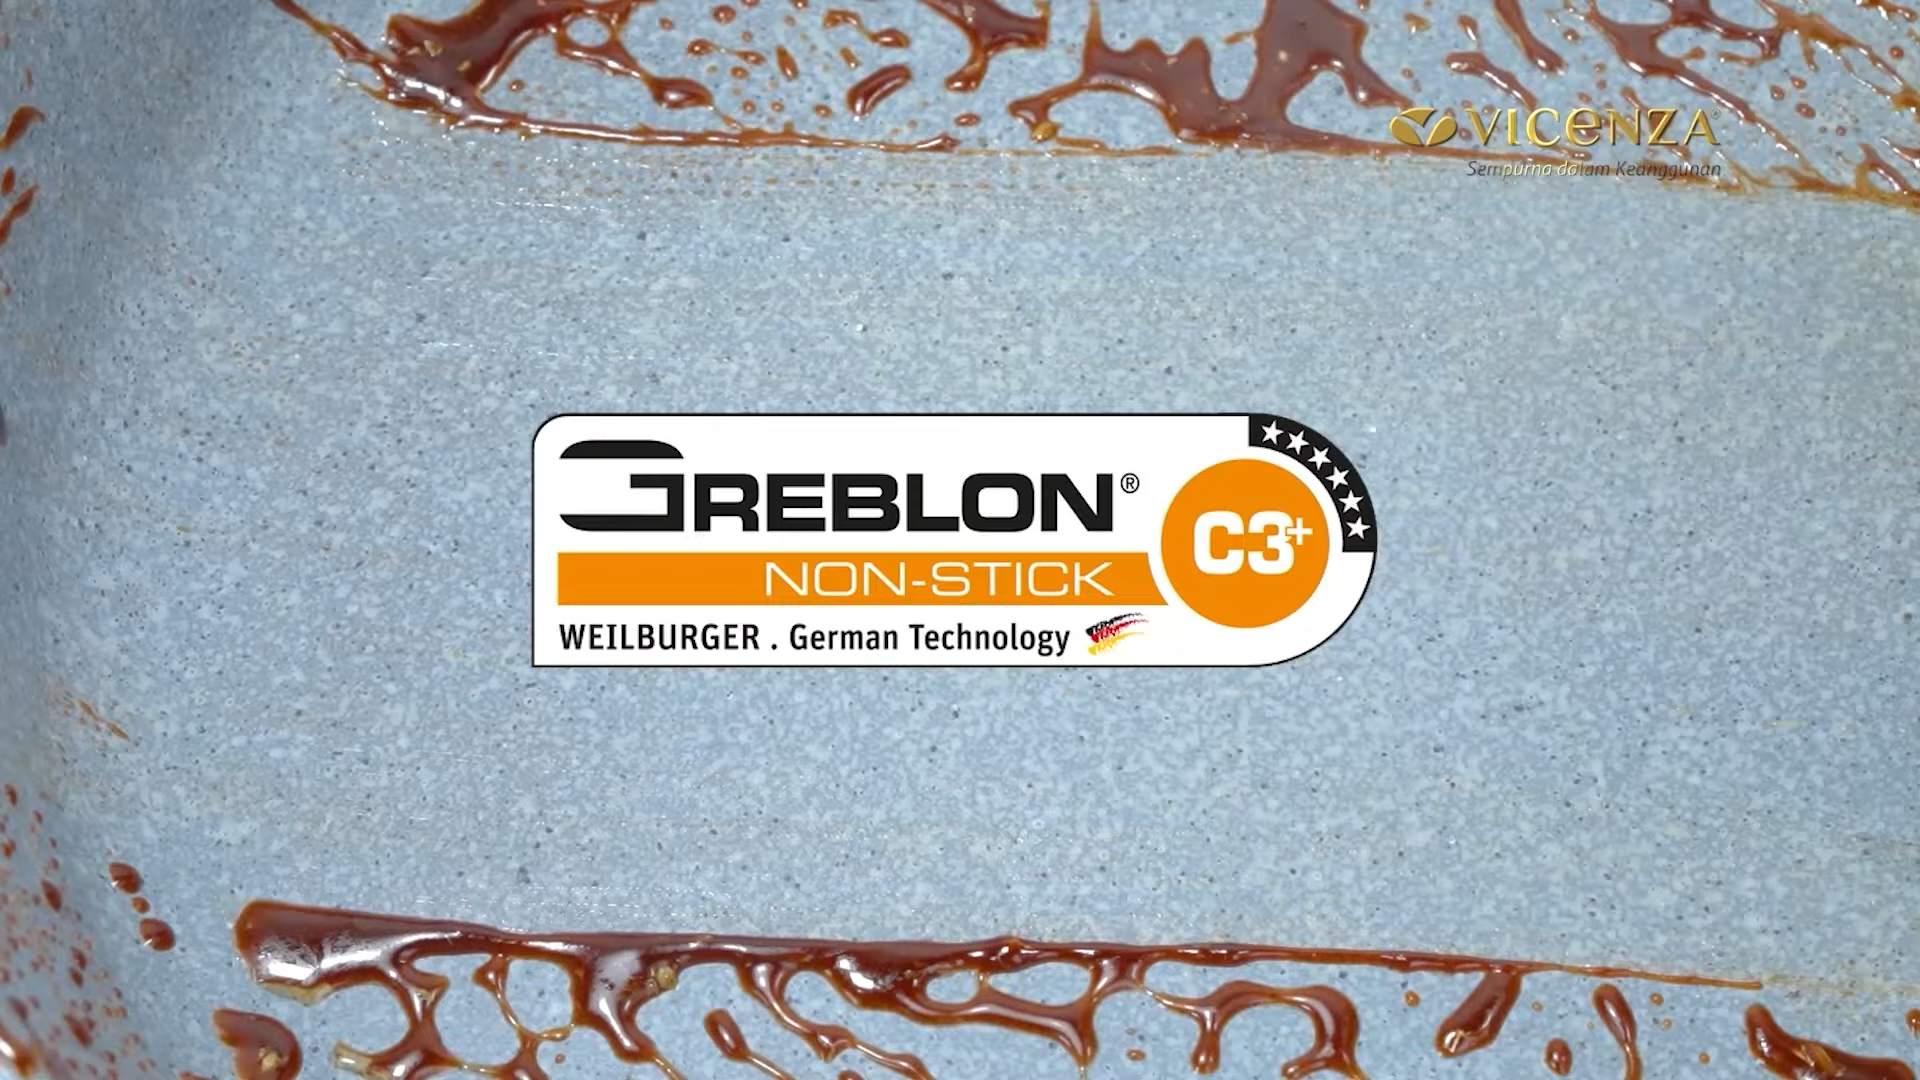 VICENZA®
Sempurna dalam Keanggunan
GREBLON®
C3+
NON-STICK
WEILBURGER . German Technology